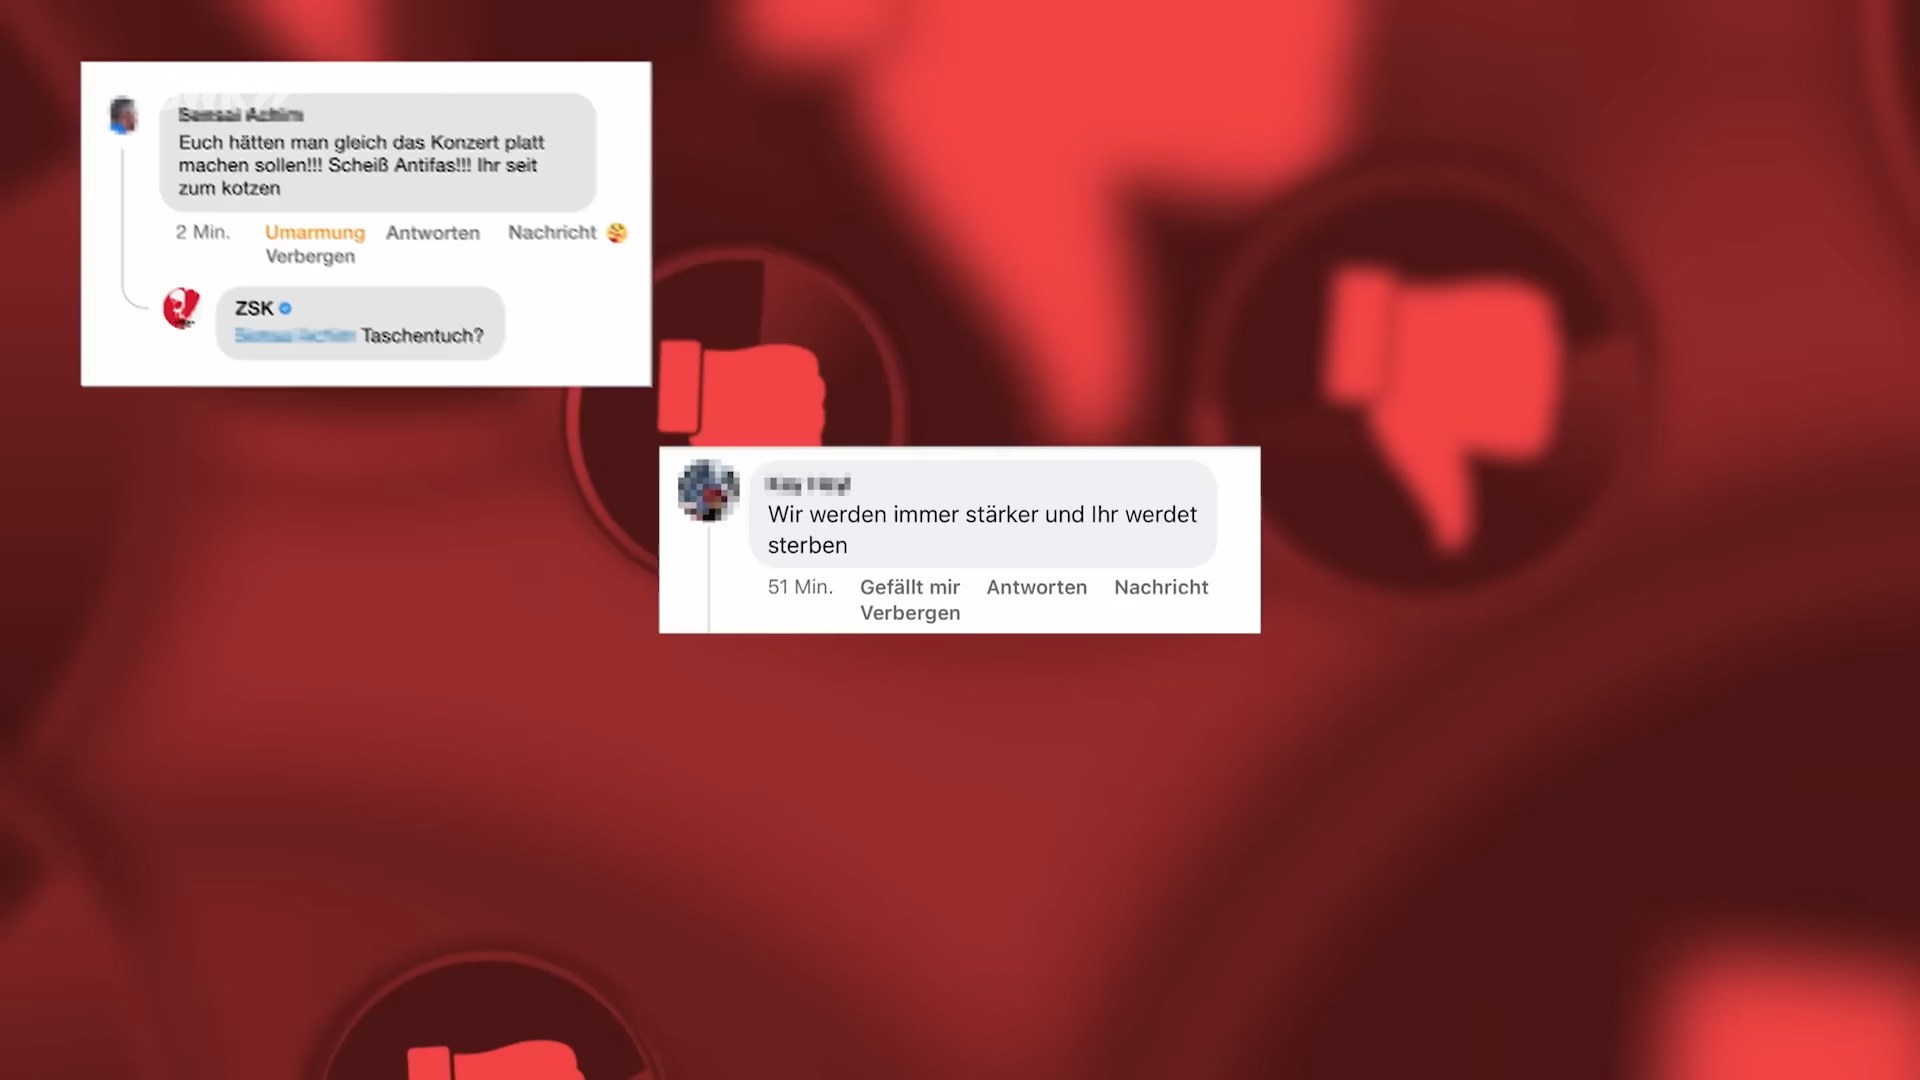 Euch hätten man gleich das Konzert platt
machen sollen!!! Scheiß Antifas!!! Ihr seit
zum kotzen
2 Min. Umarmung Antworten Nachricht
Verbergen
ZSK
Taschentuch?
Wir werden immer stärker und Ihr werdet
sterben
51 Min. Gefällt mir Antworten Nachricht
Verbergen